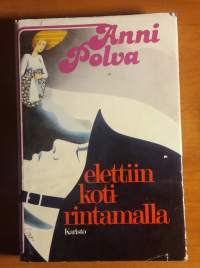 Anni
Polva
elettiin
koti
rintamalla
Karisto